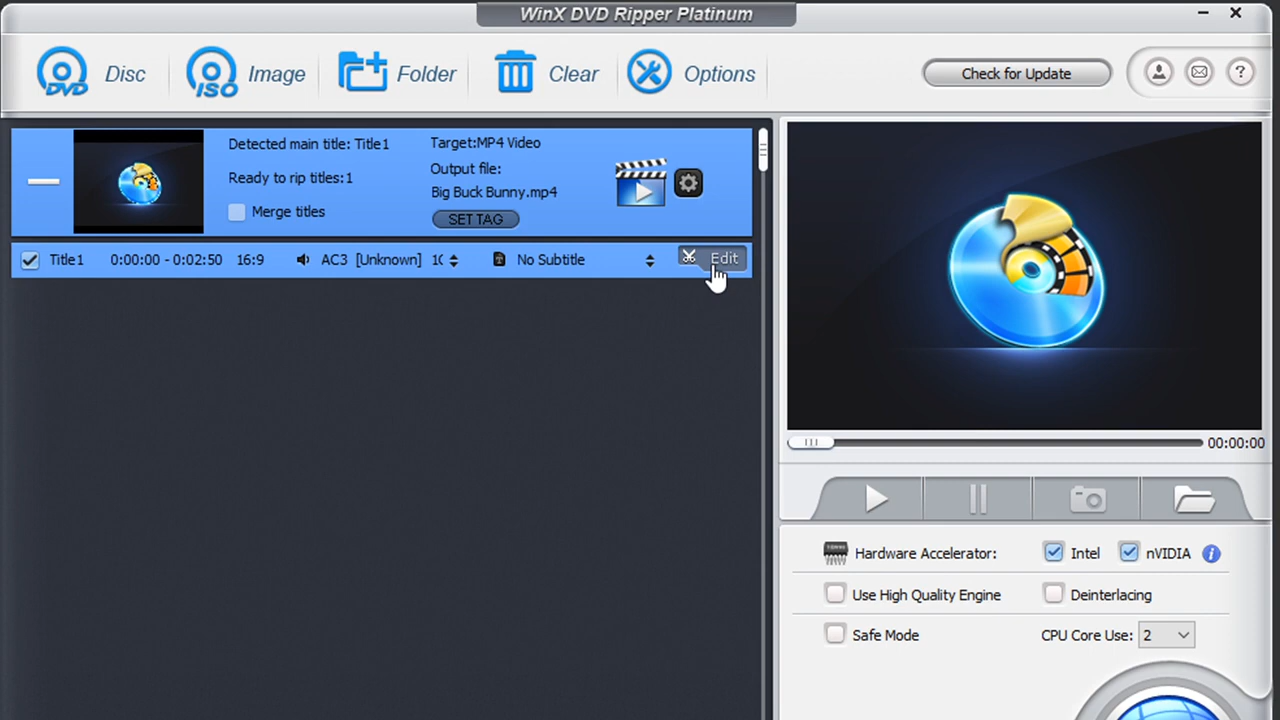 WinX DVD Ripper Platinum
DVD Disc
ISO Image
Folder
Clear
Options
Check for Update
?
Detected main title: Title1
Ready to rip titles:1
Merge titles
Target:MP4 Video
Output file:
Big Buck Bunny.mp4
SET TAG
Title1 0:00:00 - 0:02:50 16:9 AC3 [Unknown] No Subtitle Edit
00:00:00
Hardware Accelerator: Intel nVIDIA
Use High Quality Engine Deinterlacing
Safe Mode CPU Core Use: 2